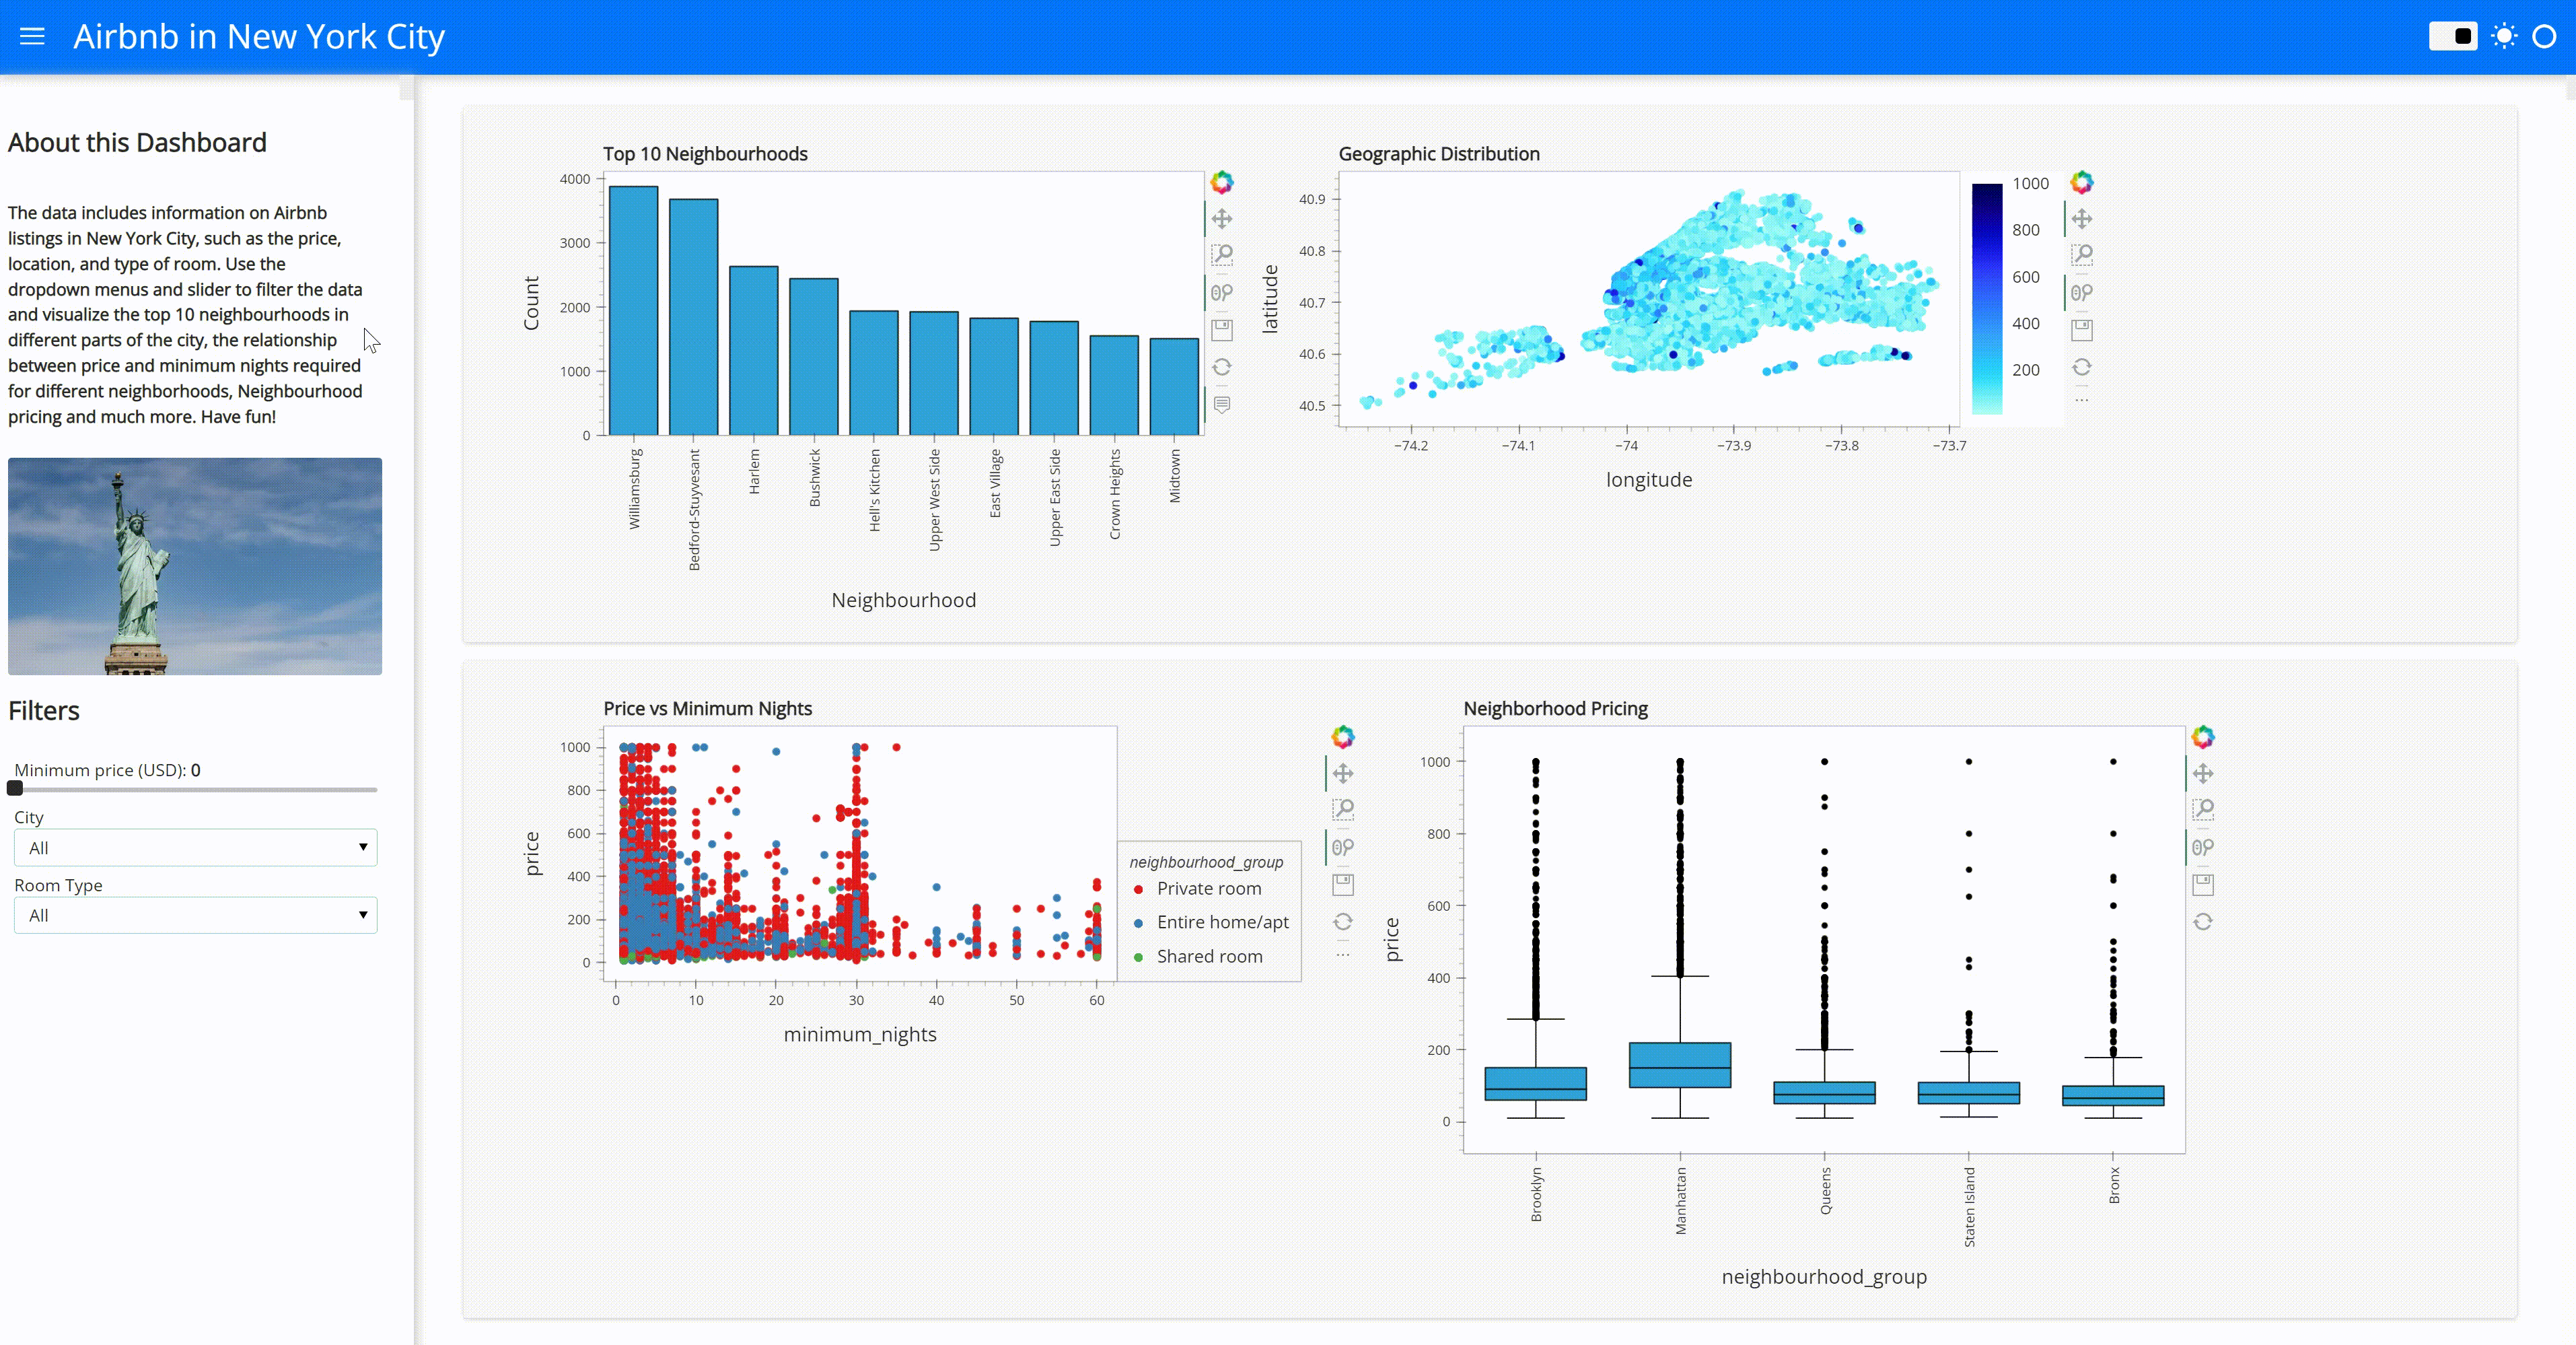 Airbnb in New York City
About this Dashboard
The data includes information on Airbnb
listings in New York City, such as the price,
location, and type of room. Use the
dropdown menus and slider to filter the data
and visualize the top 10 neighbourhoods in
different parts of the city, the relationship
between price and minimum nights required
for different neighborhoods, Neighbourhood
pricing and much more. Have fun!
Filters
Minimum price (USD): 0
City
All
Room Type
All
Top 10 Neighbourhoods
Count
4000
3000
2000
1000
0
Williamsburg
Bedford-Stuyvesant
Harlem
Bushwick
Hell's Kitchen
Upper West Side
East Village
Upper East Side
Crown Heights
Midtown
Neighbourhood
Geographic Distribution
latitude
40.9
40.8
40.7
40.6
40.5
−74.2
−74.1
−74
−73.9
−73.8
−73.7
longitude
1000
800
600
400
200
Price vs Minimum Nights
price
1000
800
600
400
200
0
0
10
20
30
40
50
60
minimum_nights
neighbourhood_group
Private room
Entire home/apt
Shared room
Neighborhood Pricing
price
1000
800
600
400
200
0
Brooklyn
Manhattan
Queens
Staten Island
Bronx
neighbourhood_group